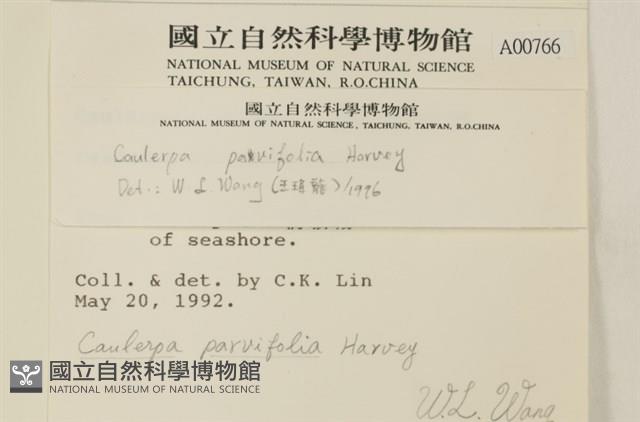 國立自然科學博物館
NATIONAL MUSEUM OF NATURAL SCIENCE
TAICHUNG, TAIWAN, R.O.CHINA
A00766
國立自然科學博物館
NATIONAL MUSEUM OF NATURAL SCIENCE, TAICHUNG, TAIWAN, R.O.CHINA
Caulerpa parvifolia Harvey
Det.: W. L. Wang (王瑋龍)/1996
of seashore.
Coll. & det. by C.K. Lin
May 20, 1992.
Caulerpa parvifolia Harvey
W.L. Wang
國立自然科學博物館
NATIONAL MUSEUM OF NATURAL SCIENCE